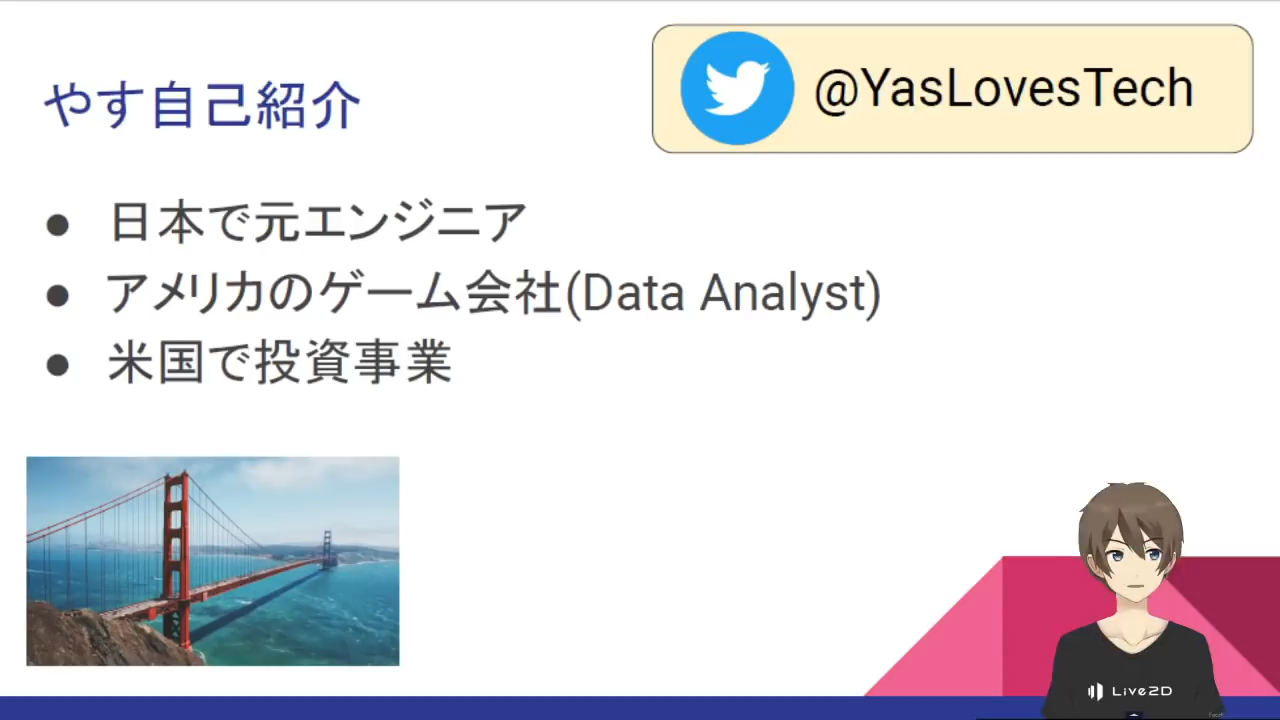 やす自己紹介
@YasLovesTech
● 日本で元エンジニア
● アメリカのゲーム会社(Data Analyst)
● 米国で投資事業
Live2D